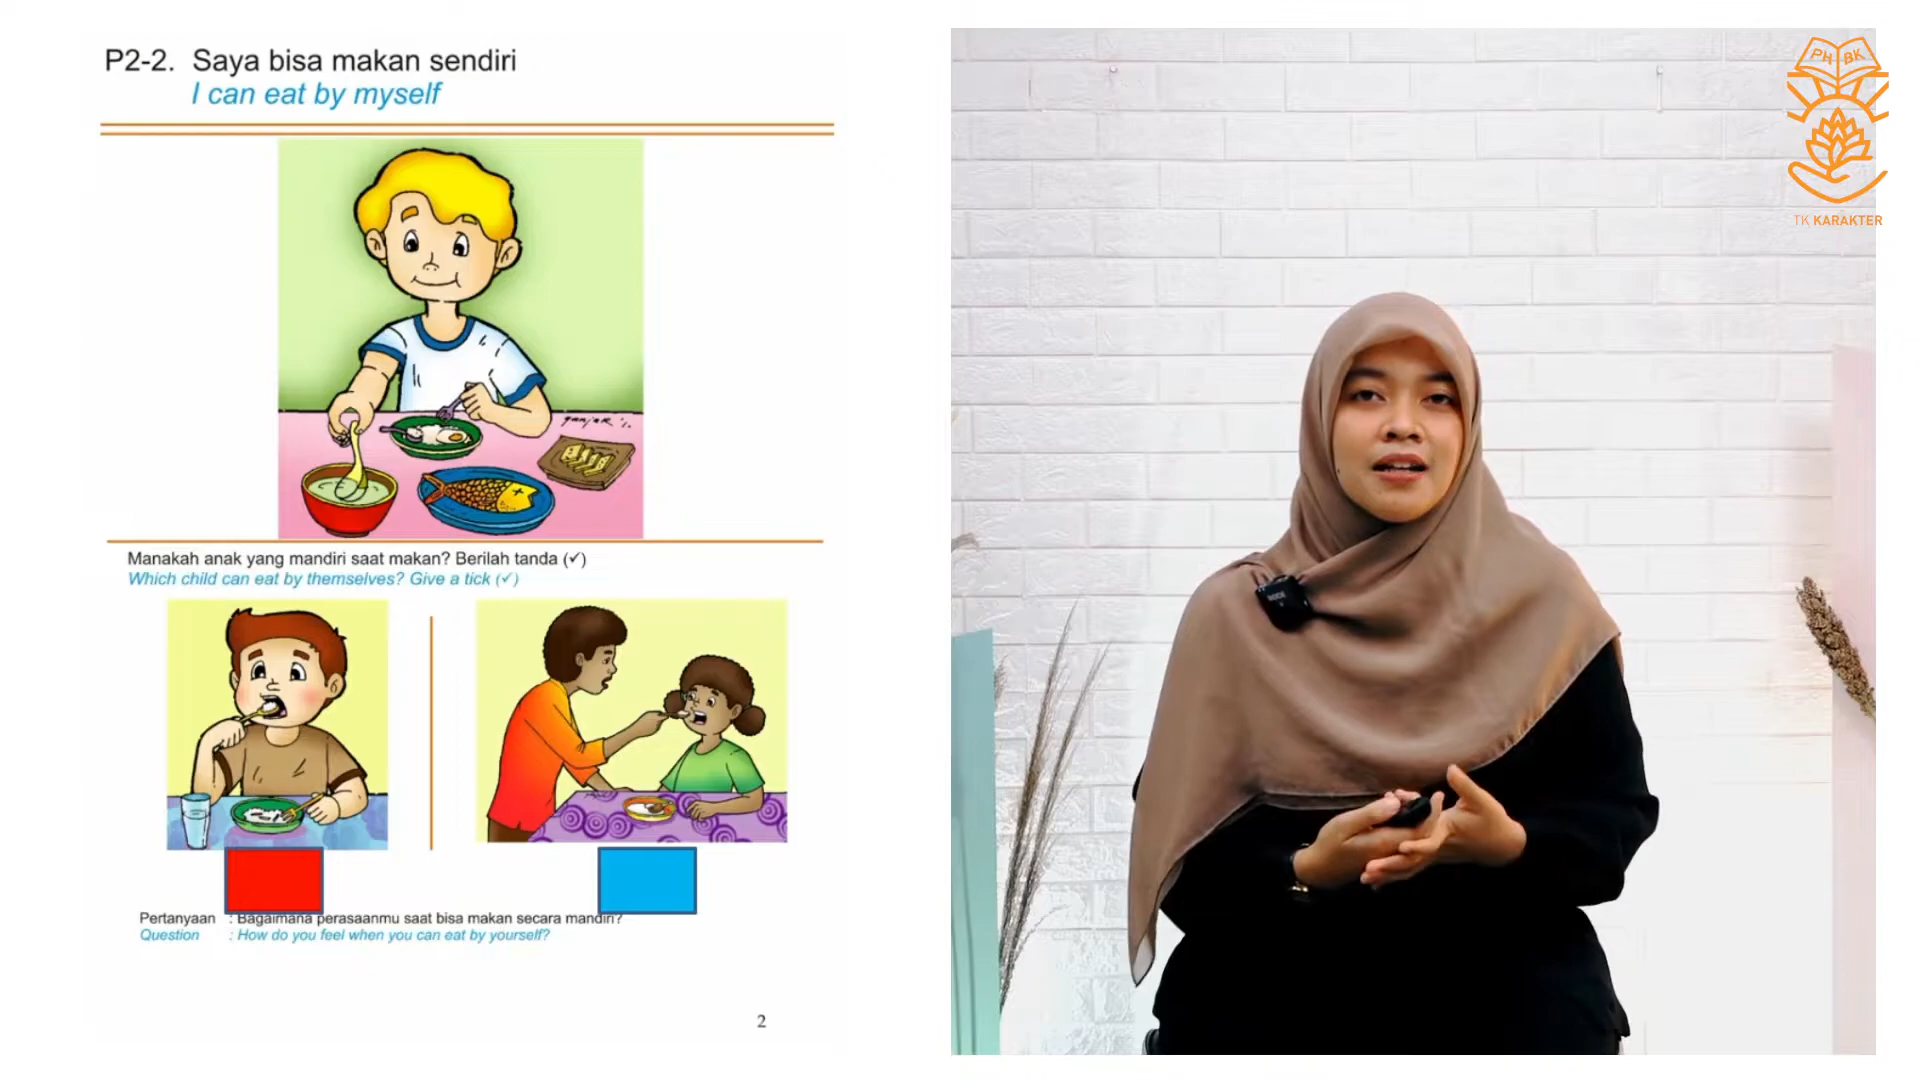 P2-2. Saya bisa makan sendiri
I can eat by myself
Manakah anak yang mandiri saat makan? Berilah tanda (✓)
Which child can eat by themselves? Give a tick (✓)
Pertanyaan : Bagaimana perasaanmu saat bisa makan secara mandiri?
Question : How do you feel when you can eat by yourself?
2
PH BK
TK KARAKTER